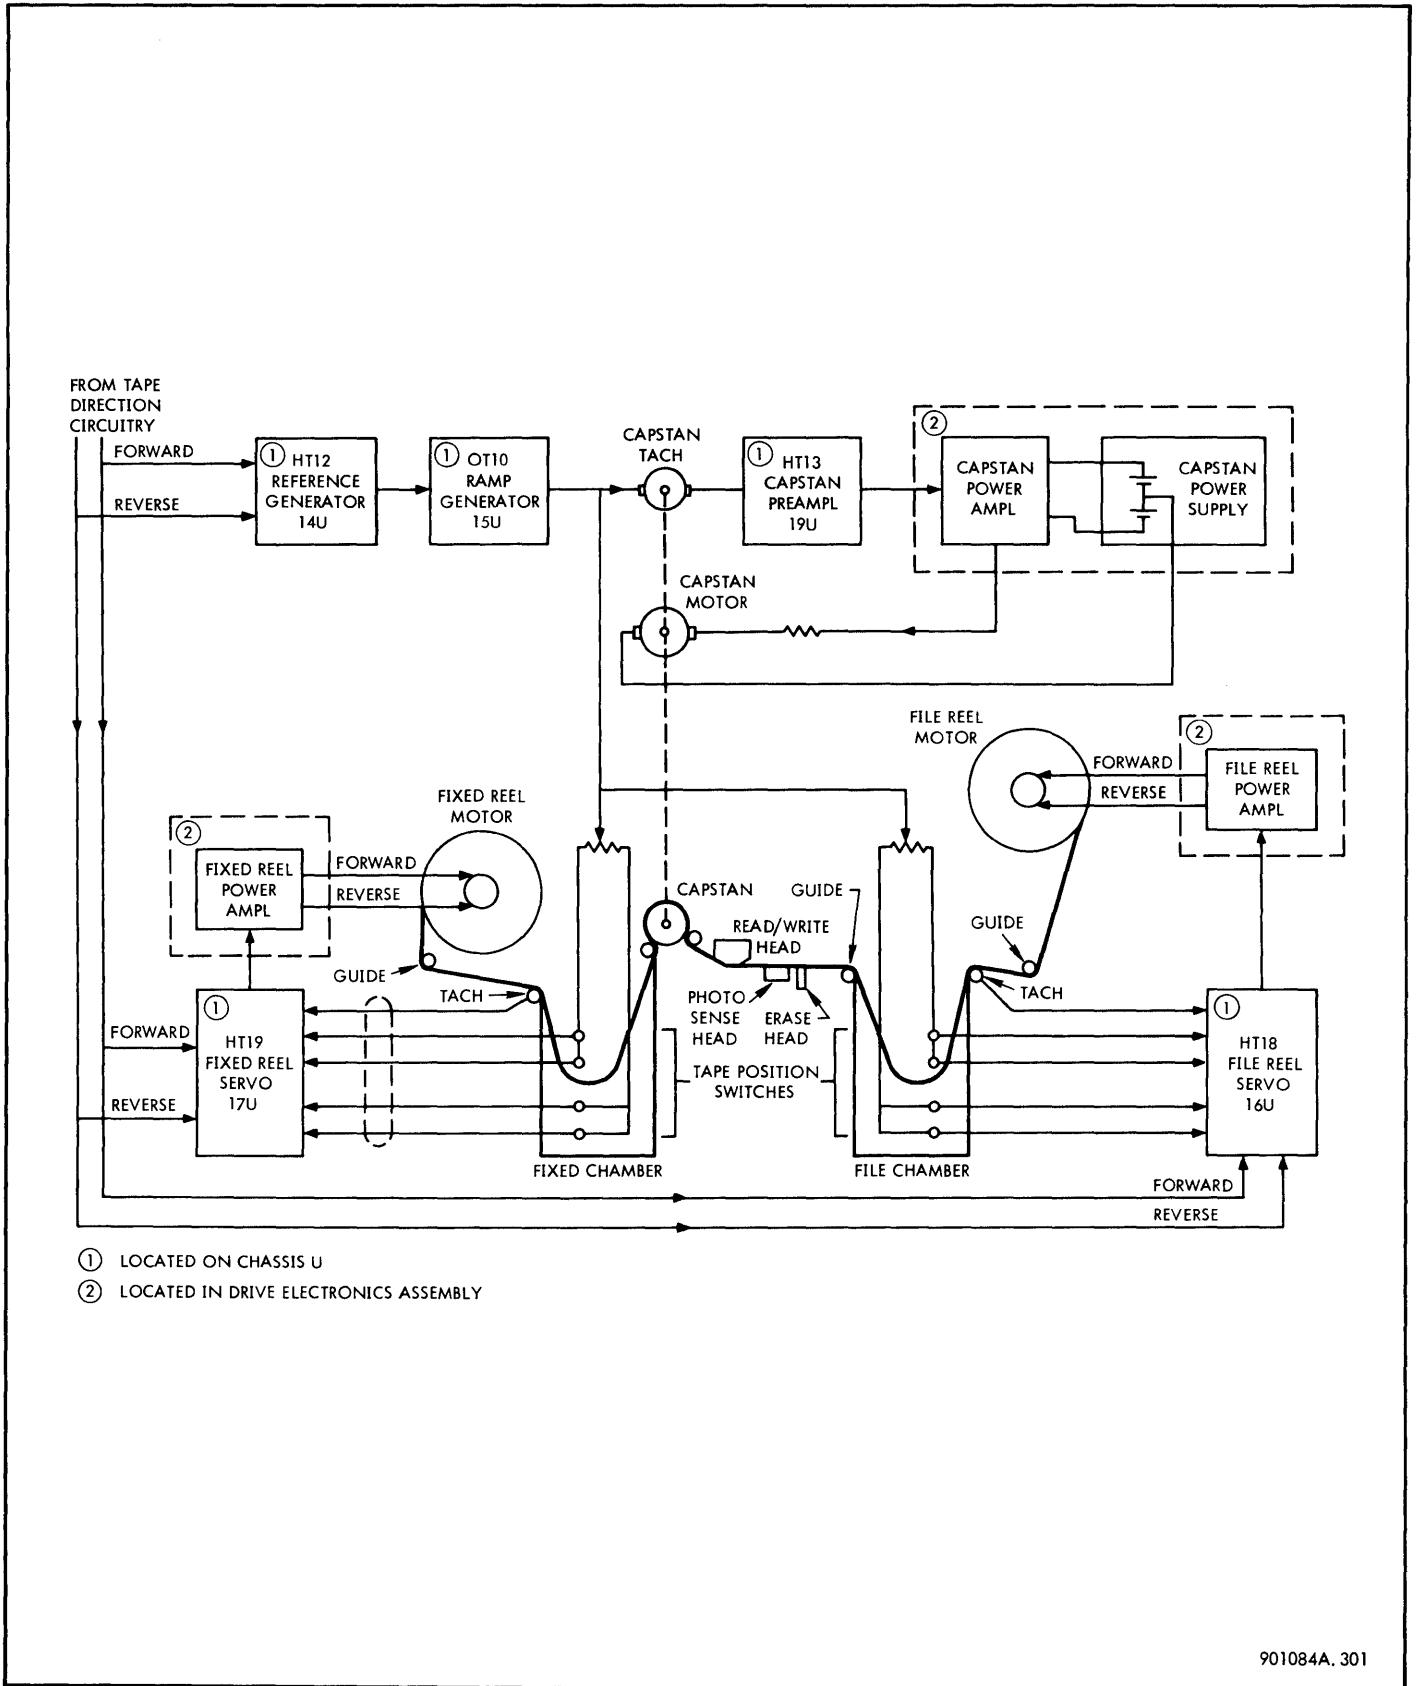 FROM TAPE
DIRECTION
CIRCUITRY
FORWARD
REVERSE
1 HT12
REFERENCE
GENERATOR
14U
1 OT10
RAMP
GENERATOR
15U
CAPSTAN
TACH
1 HT13
CAPSTAN
PREAMPL
19U
2
CAPSTAN
POWER
AMPL
CAPSTAN
POWER
SUPPLY
CAPSTAN
MOTOR
FILE REEL
MOTOR
FORWARD
REVERSE
2
FILE REEL
POWER
AMPL
FIXED REEL
MOTOR
2
FIXED REEL
POWER
AMPL
FORWARD
REVERSE
GUIDE
TACH
CAPSTAN
READ/WRITE
HEAD
GUIDE
PHOTO
SENSE
HEAD
ERASE
HEAD
GUIDE
TACH
1
HT19
FIXED REEL
SERVO
17U
FORWARD
REVERSE
TAPE POSITION
SWITCHES
1
HT18
FILE REEL
SERVO
16U
FIXED CHAMBER
FILE CHAMBER
FORWARD
REVERSE
1 LOCATED ON CHASSIS U
2 LOCATED IN DRIVE ELECTRONICS ASSEMBLY
901084A.301